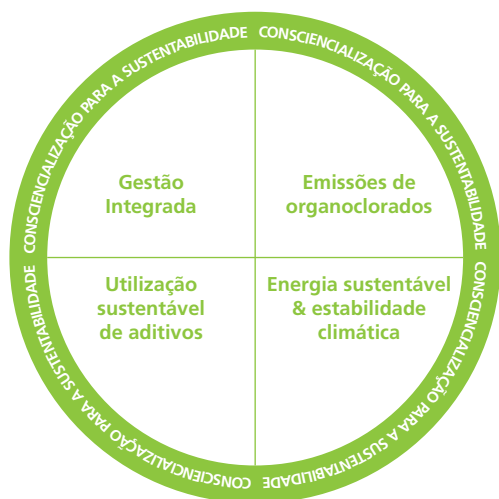 CONSCIENCIALIZAÇÃO PARA A SUSTENTABILIDADE
CONSCIENCIALIZAÇÃO PARA A SUSTENTABILIDADE
Gestão
Integrada
Emissões de
organoclorados
Utilização
sustentável
de aditivos
Energia sustentável
& estabilidade
climática
CONSCIENCIALIZAÇÃO PARA A SUSTENTABILIDADE
CONSCIENCIALIZAÇÃO PARA A SUSTENTABILIDADE